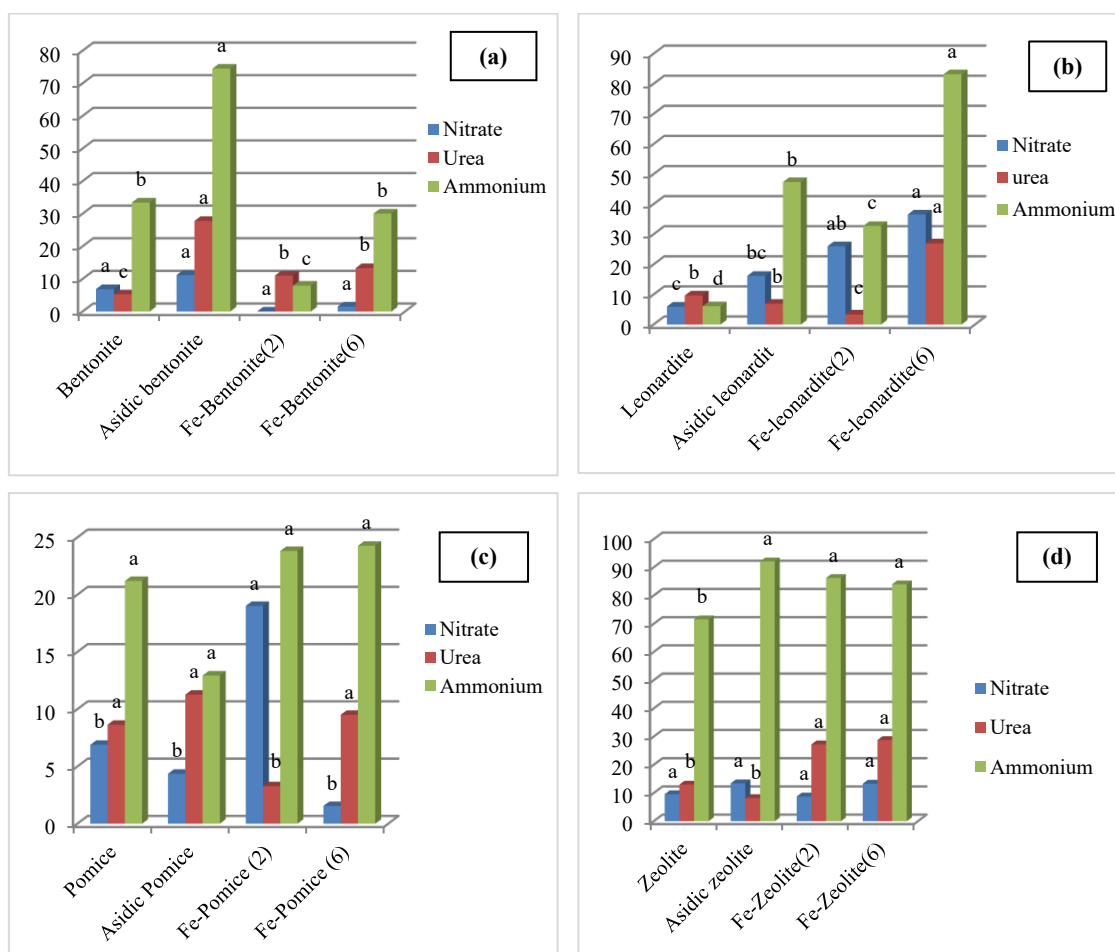 (a)
80
70
60
50
40
30
20
10
0
a c b
a a a
a b c
a b b
Bentonite
Asidic bentonite
Fe-Bentonite(2)
Fe-Bentonite(6)
Nitrate
Urea
Ammonium
(b)
90
80
70
60
50
40
30
20
10
0
c b d
bc b b
ab c c
a a a
Leonardite
Asidic leonardit
Fe-leonardite(2)
Fe-leonardite(6)
Nitrate
urea
Ammonium
(c)
25
20
15
10
5
0
b a a
b a a
a b a
b a a
Pomice
Asidic Pomice
Fe-Pomice (2)
Fe-Pomice (6)
Nitrate
Urea
Ammonium
(d)
100
90
80
70
60
50
40
30
20
10
0
a b b
a b a
a a a
a a a
Zeolite
Asidic zeolite
Fe-Zeolite(2)
Fe-Zeolite(6)
Nitrate
Urea
Ammonium